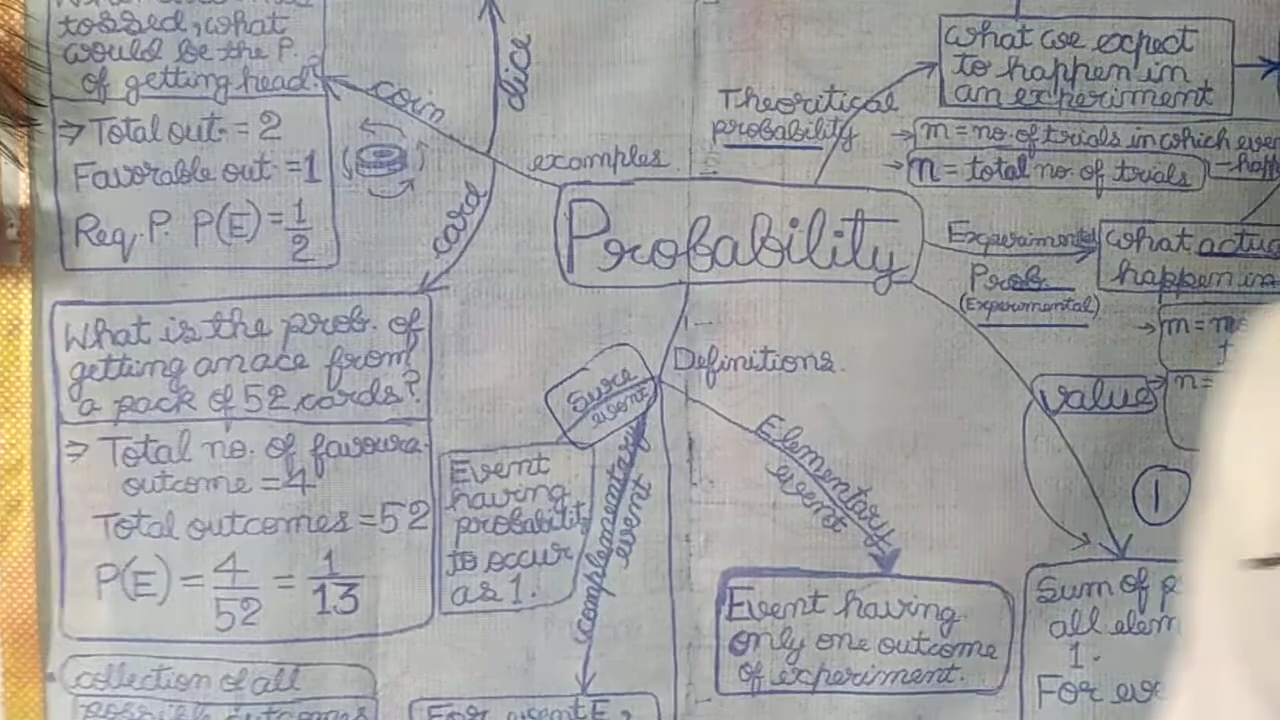 tossed, what
would be the P.
of getting head?
⇒ Total out. = 2
Favorable out = 1
Req. P. P(E) = 1/2
coin
dice
card
examples
Probability
Theoritical
probability
what we expect
to happen in
an experiment
→ m = no. of trials in which
→ n = total no. of trials
Experimental
Prob.
(Experimental)
what
happen in
→ m =
n =
value
1
What is the prob. of
getting an ace from
a pack of 52 cards?
⇒ Total no. of favoura-
outcome = 4
Total outcomes = 52
P(E) = 4/52 = 1/13
Definitions.
Sure
event
Event
having
probabilit
to occur
as 1.
complementary
event
Elementary
event
Event having
only one outcome
of experiment.
Sum of
all
1.
For
collection of all
For event E,